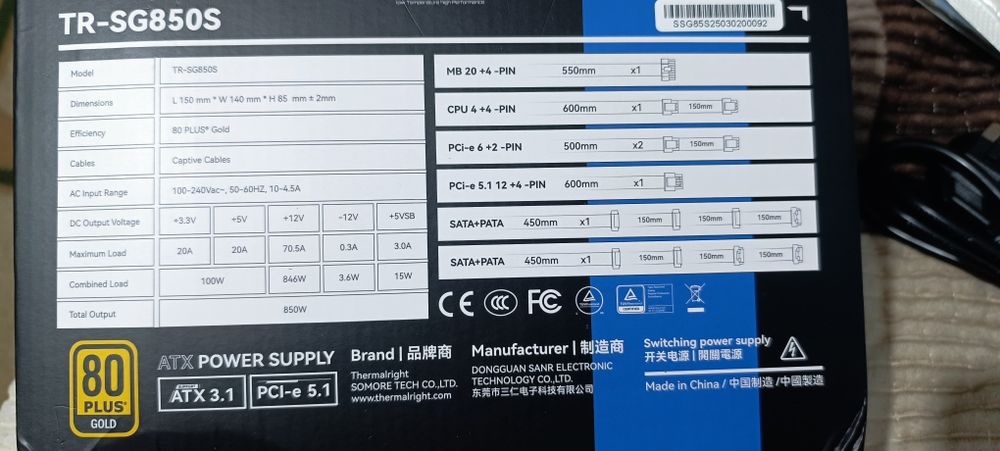 Low Temperature High Performance
TR-SG850S
SSG85S25030200092
Model TR-SG850S
Dimensions L 150 mm * W 140 mm * H 85 mm ± 2mm
Efficiency 80 PLUS® Gold
Cables Captive Cables
AC Input Range 100-240Vac~, 50-60HZ, 10-4.5A
DC Output Voltage +3.3V +5V +12V -12V +5VSB
Maximum Load 20A 20A 70.5A 0.3A 3.0A
Combined Load 100W 846W 3.6W 15W
Total Output 850W
MB 20 +4 -PIN 550mm x1
CPU 4 +4 -PIN 600mm x1 150mm
PCi-e 6 +2 -PIN 500mm x2 150mm
PCi-e 5.1 12 +4 -PIN 600mm x1
SATA+PATA 450mm x1 150mm 150mm 150mm
SATA+PATA 450mm x1 150mm 150mm 150mm
CE CCC FC
80
PLUS®
GOLD
ATX POWER SUPPLY
SUPPORT
ATX 3.1
PCI-e 5.1
Brand | 品牌商
Thermalright
SOMORE TECH CO.,LTD.
www.thermalright.com
Manufacturer | 制造商
DONGGUAN SANR ELECTRONIC
TECHNOLOGY CO.,LTD.
东莞市三仁电子科技有限公司
Switching power supply
开关电源 | 開關電源
Made in China / 中国制造 /中國製造